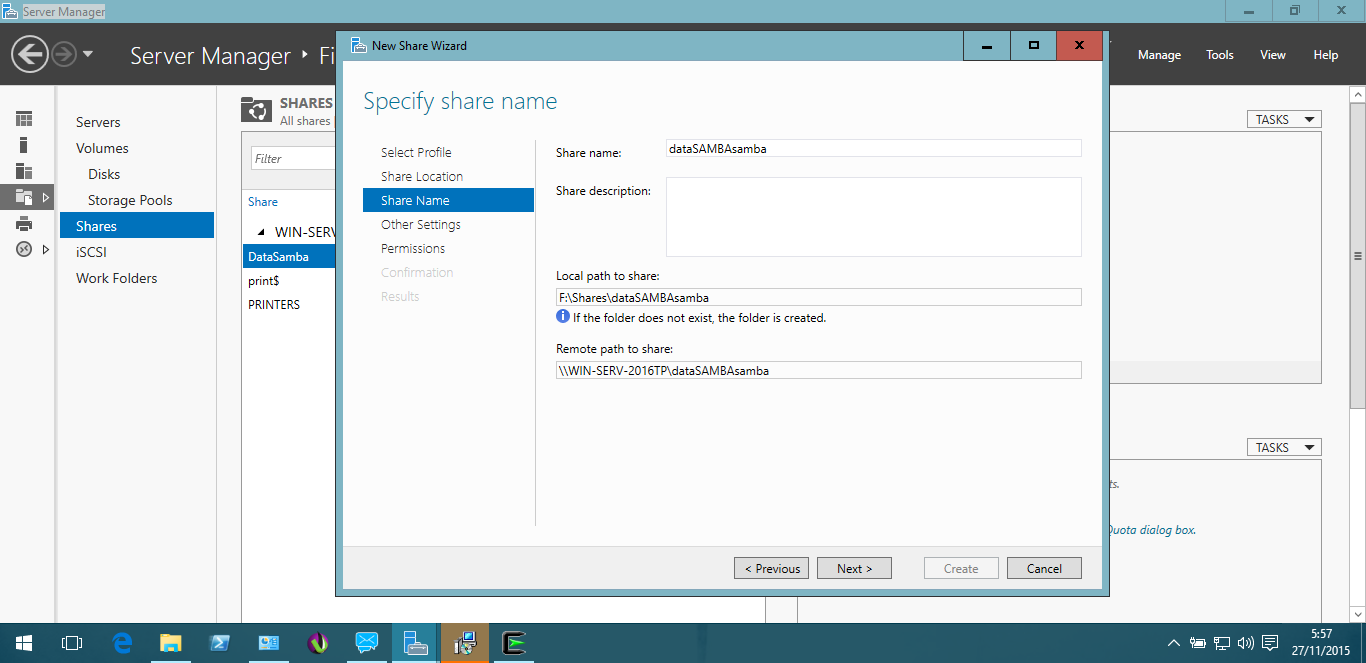 Server Manager
Server Manager
Manage
Tools
View
Help
Servers
Volumes
Disks
Storage Pools
Shares
iSCSI
Work Folders
SHARES
All shares
Filter
Share
WIN-SERV
DataSamba
print$
PRINTERS
New Share Wizard
Specify share name
Select Profile
Share Location
Share Name
Other Settings
Permissions
Confirmation
Results
Share name:
dataSAMBAsamba
Share description:
Local path to share:
F:\Shares\dataSAMBAsamba
If the folder does not exist, the folder is created.
Remote path to share:
\\WIN-SERV-2016TP\dataSAMBAsamba
< Previous
Next >
Create
Cancel
TASKS
TASKS
ts.
Quota dialog box.
5:57
27/11/2015